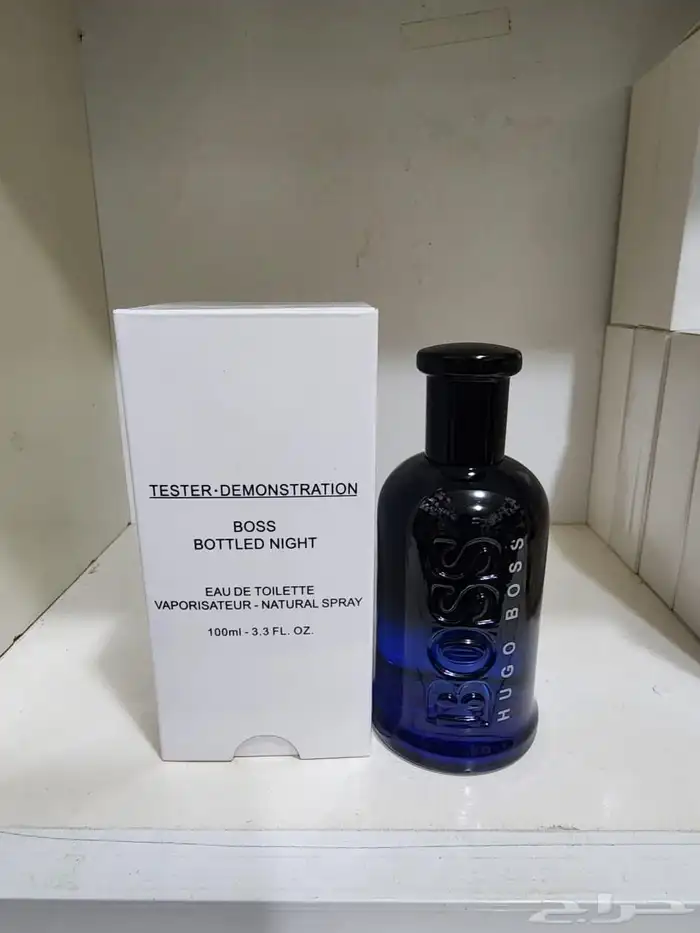 TESTER·DEMONSTRATION
BOSS
BOTTLED NIGHT
EAU DE TOILETTE
VAPORISATEUR - NATURAL SPRAY
100ml - 3.3 FL. OZ.
BOSS
HUGO BOSS
حراج